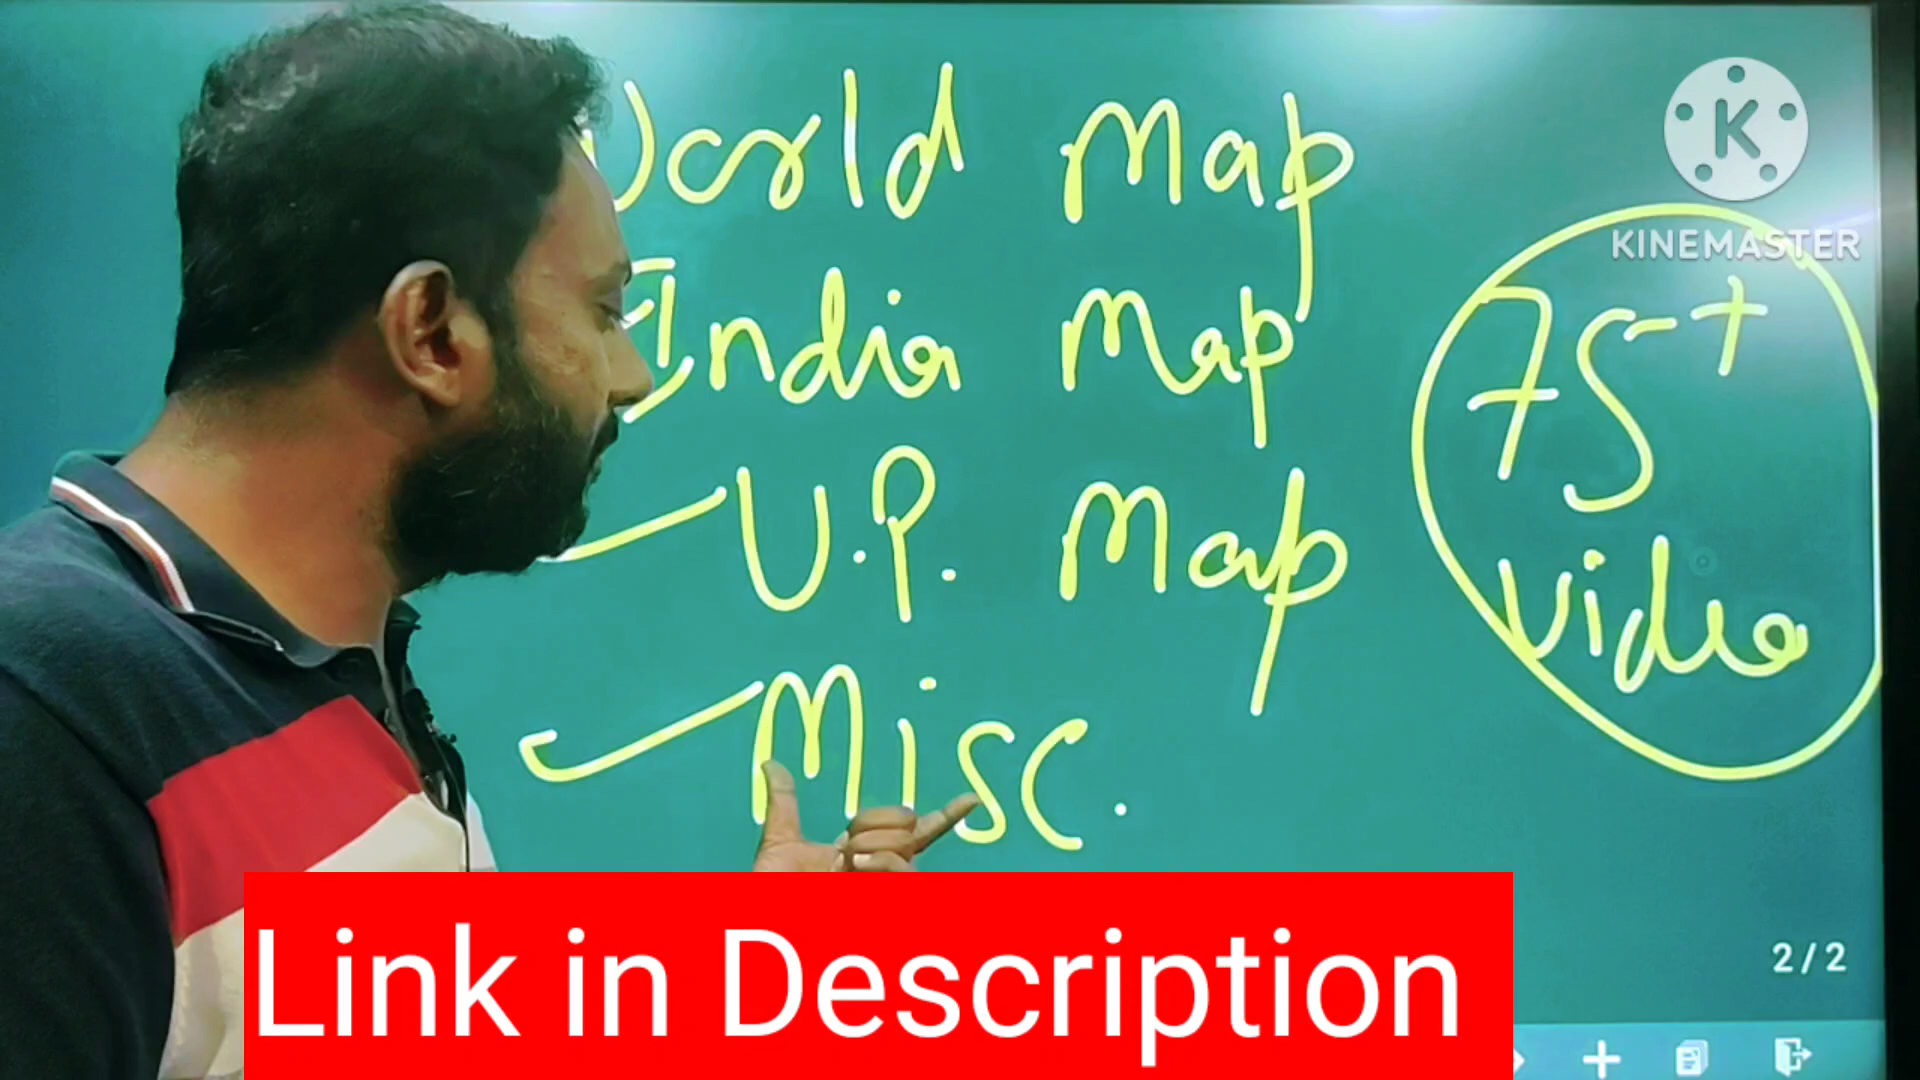 World Map
India Map
U.P. Map
Misc.
75+
video
K
KINEMASTER
2/2
Link in Description